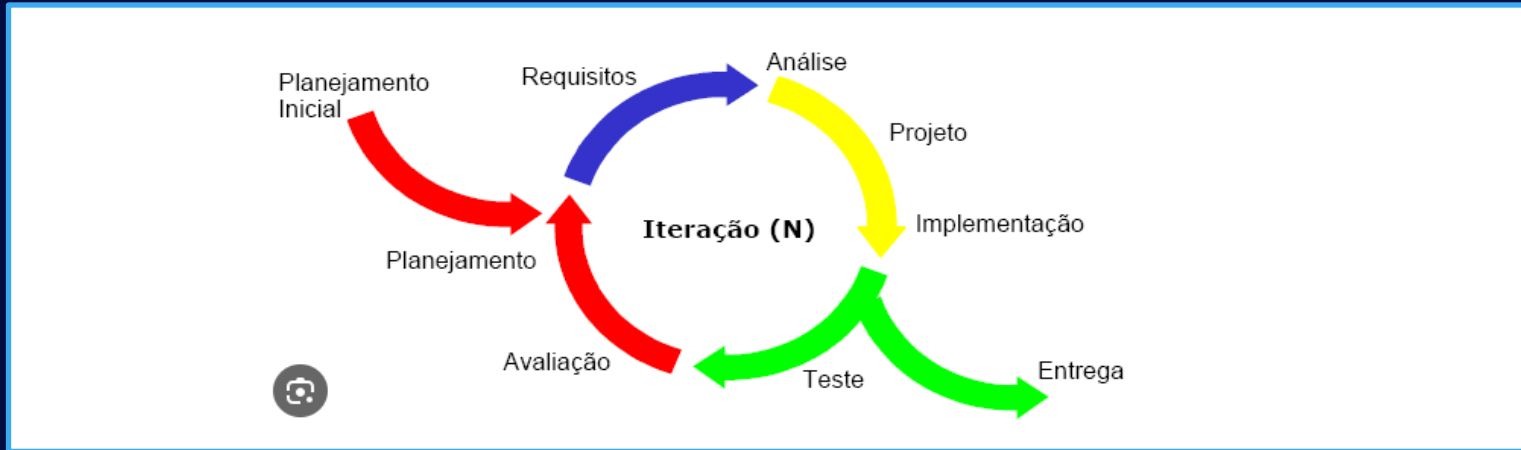 Planejamento
Inicial
Requisitos
Análise
Projeto
Implementação
Iteração (N)
Planejamento
Avaliação
Teste
Entrega